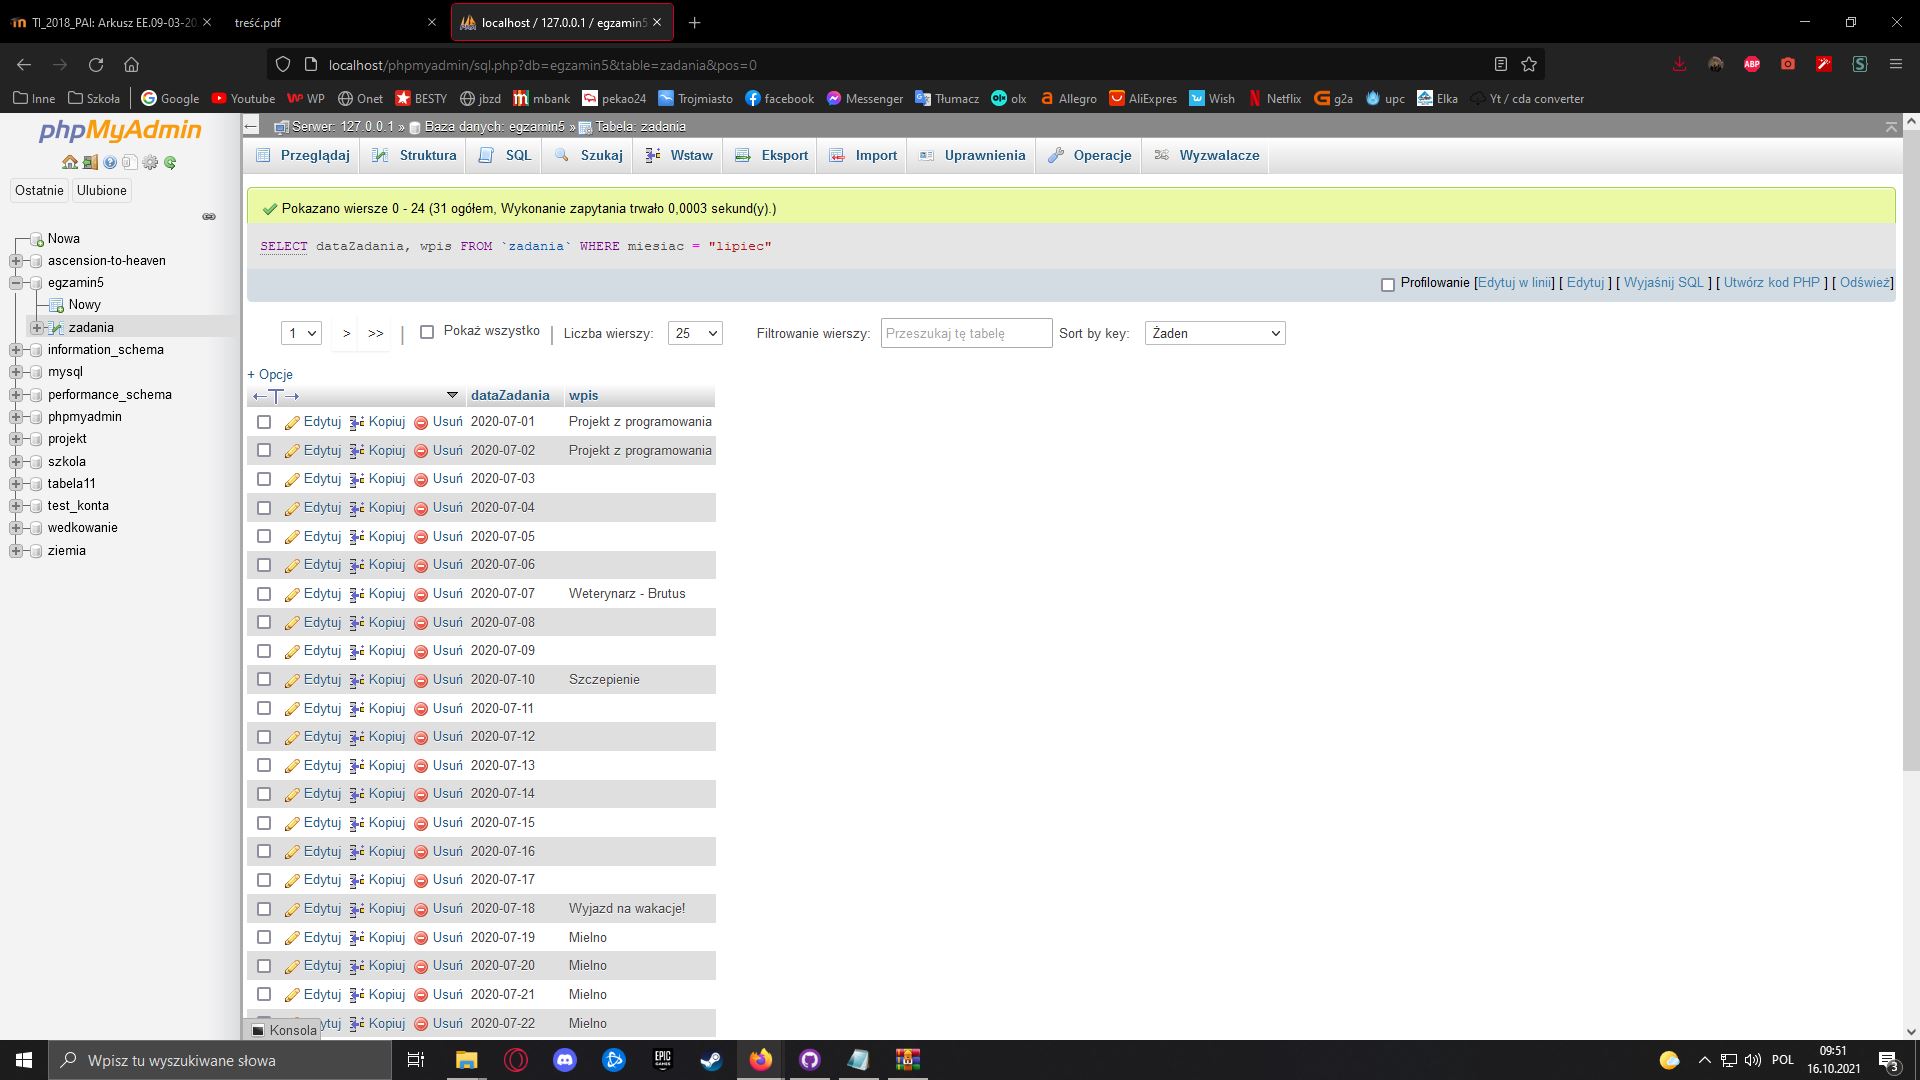 TI_2018_PAI: Arkusz EE.09-03-20
treść.pdf
localhost / 127.0.0.1 / egzamin5
localhost/phpmyadmin/sql.php?db=egzamin5&table=zadania&pos=0
Inne Szkoła Google Youtube WP Onet BESTY jbzd mbank pekao24 Trojmiasto facebook Messenger Tłumacz olx Allegro AliExpres Wish Netflix g2a upc Elka Yt / cda converter
phpMyAdmin
Ostatnie Ulubione
Nowa
ascension-to-heaven
egzamin5
Nowy
zadania
information_schema
mysql
performance_schema
phpmyadmin
projekt
szkola
tabela11
test_konta
wedkowanie
ziemia
Serwer: 127.0.0.1 » Baza danych: egzamin5 » Tabela: zadania
Przeglądaj Struktura SQL Szukaj Wstaw Eksport Import Uprawnienia Operacje Wyzwalacze
Pokazano wiersze 0 - 24 (31 ogółem, Wykonanie zapytania trwało 0,0003 sekund(y).)
SELECT dataZadania, wpis FROM `zadania` WHERE miesiac = "lipiec"
Profilowanie [Edytuj w linii] [ Edytuj ] [ Wyjaśnij SQL ] [ Utwórz kod PHP ] [ Odśwież]
1 > >> | Pokaż wszystko | Liczba wierszy: 25 Filtrowanie wierszy: Przeszukaj tę tabelę Sort by key: Żaden
+ Opcje
←T→ dataZadania wpis
Edytuj Kopiuj Usuń 2020-07-01 Projekt z programowania
Edytuj Kopiuj Usuń 2020-07-02 Projekt z programowania
Edytuj Kopiuj Usuń 2020-07-03
Edytuj Kopiuj Usuń 2020-07-04
Edytuj Kopiuj Usuń 2020-07-05
Edytuj Kopiuj Usuń 2020-07-06
Edytuj Kopiuj Usuń 2020-07-07 Weterynarz - Brutus
Edytuj Kopiuj Usuń 2020-07-08
Edytuj Kopiuj Usuń 2020-07-09
Edytuj Kopiuj Usuń 2020-07-10 Szczepienie
Edytuj Kopiuj Usuń 2020-07-11
Edytuj Kopiuj Usuń 2020-07-12
Edytuj Kopiuj Usuń 2020-07-13
Edytuj Kopiuj Usuń 2020-07-14
Edytuj Kopiuj Usuń 2020-07-15
Edytuj Kopiuj Usuń 2020-07-16
Edytuj Kopiuj Usuń 2020-07-17
Edytuj Kopiuj Usuń 2020-07-18 Wyjazd na wakacje!
Edytuj Kopiuj Usuń 2020-07-19 Mielno
Edytuj Kopiuj Usuń 2020-07-20 Mielno
Edytuj Kopiuj Usuń 2020-07-21 Mielno
ytuj Kopiuj Usuń 2020-07-22 Mielno
Konsola
Wpisz tu wyszukiwane słowa
POL
09:51
16.10.2021
3